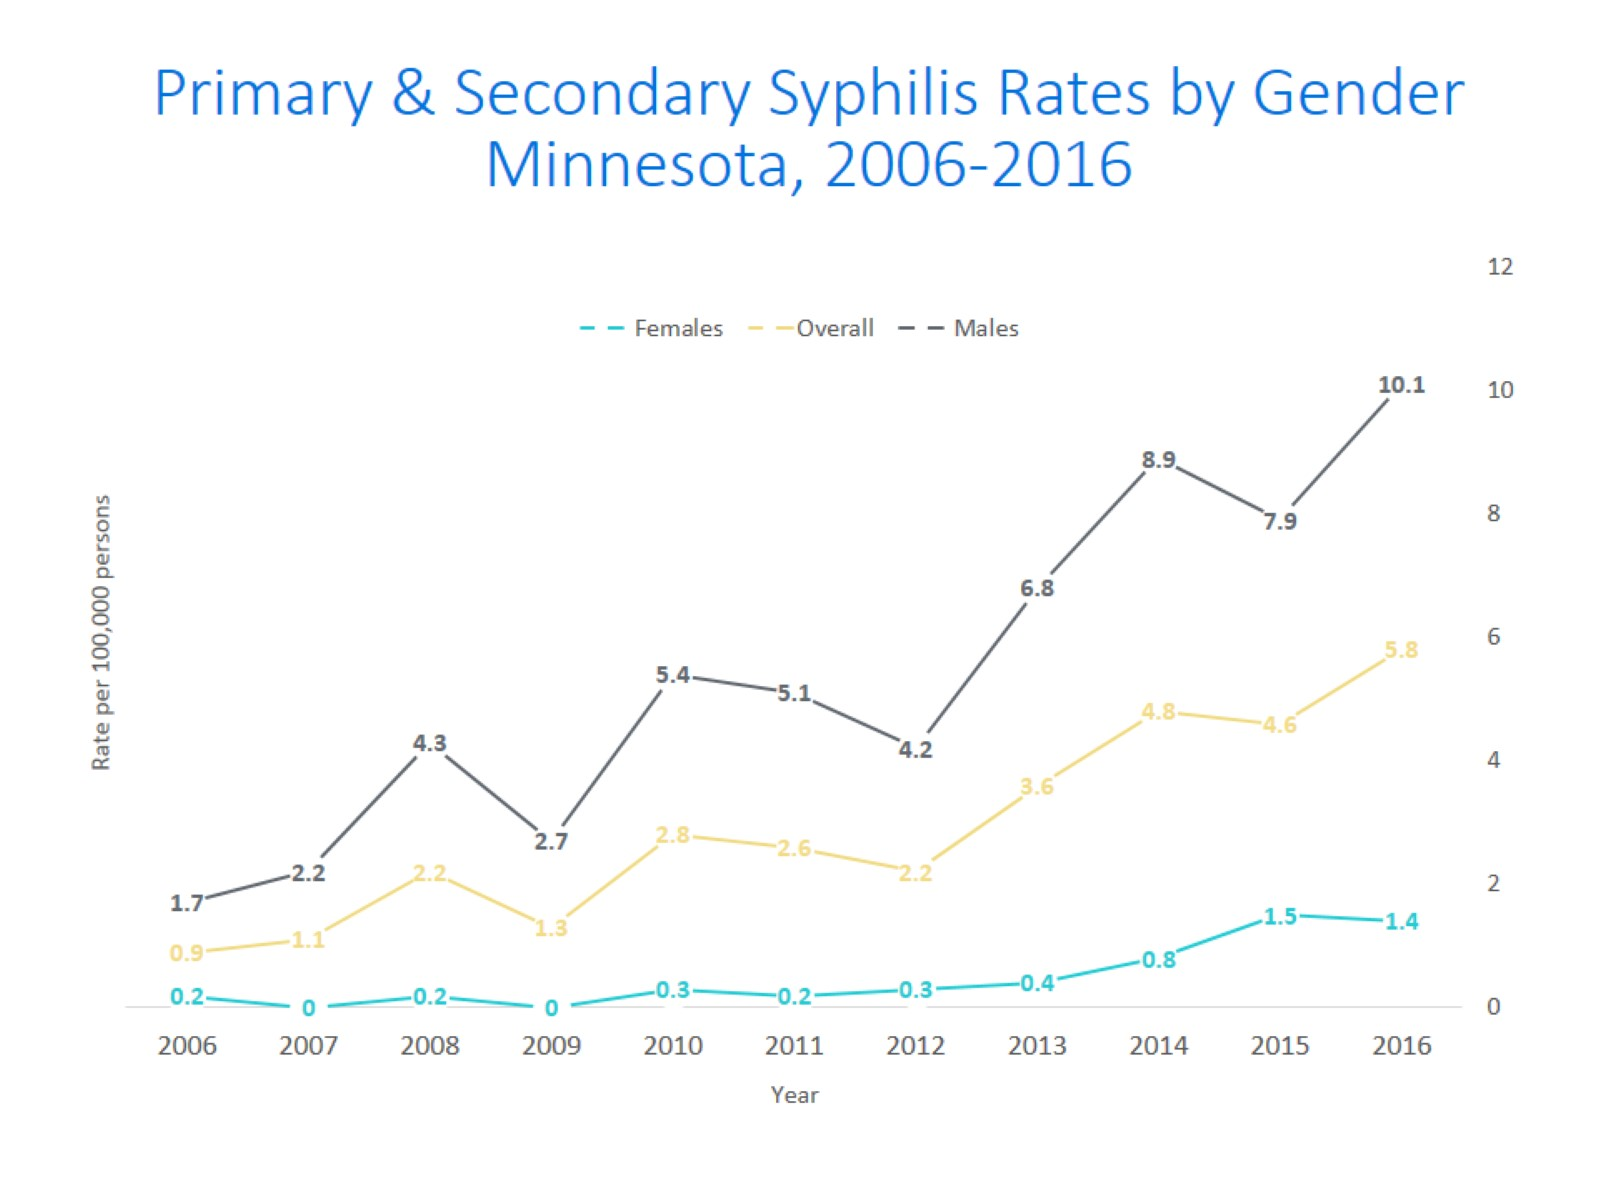 Primary & Secondary Syphilis Rates by Gender
Minnesota, 2006-2016
Females Overall Males
Rate per 100,000 persons
12
10
8
6
4
2
0
1.7 2.2 4.3 2.7 5.4 5.1 4.2 6.8 8.9 7.9 10.1
0.9 1.1 2.2 1.3 2.8 2.6 2.2 3.6 4.8 4.6 5.8
0.2 0 0.2 0 0.3 0.2 0.3 0.4 0.8 1.5 1.4
2006 2007 2008 2009 2010 2011 2012 2013 2014 2015 2016
Year